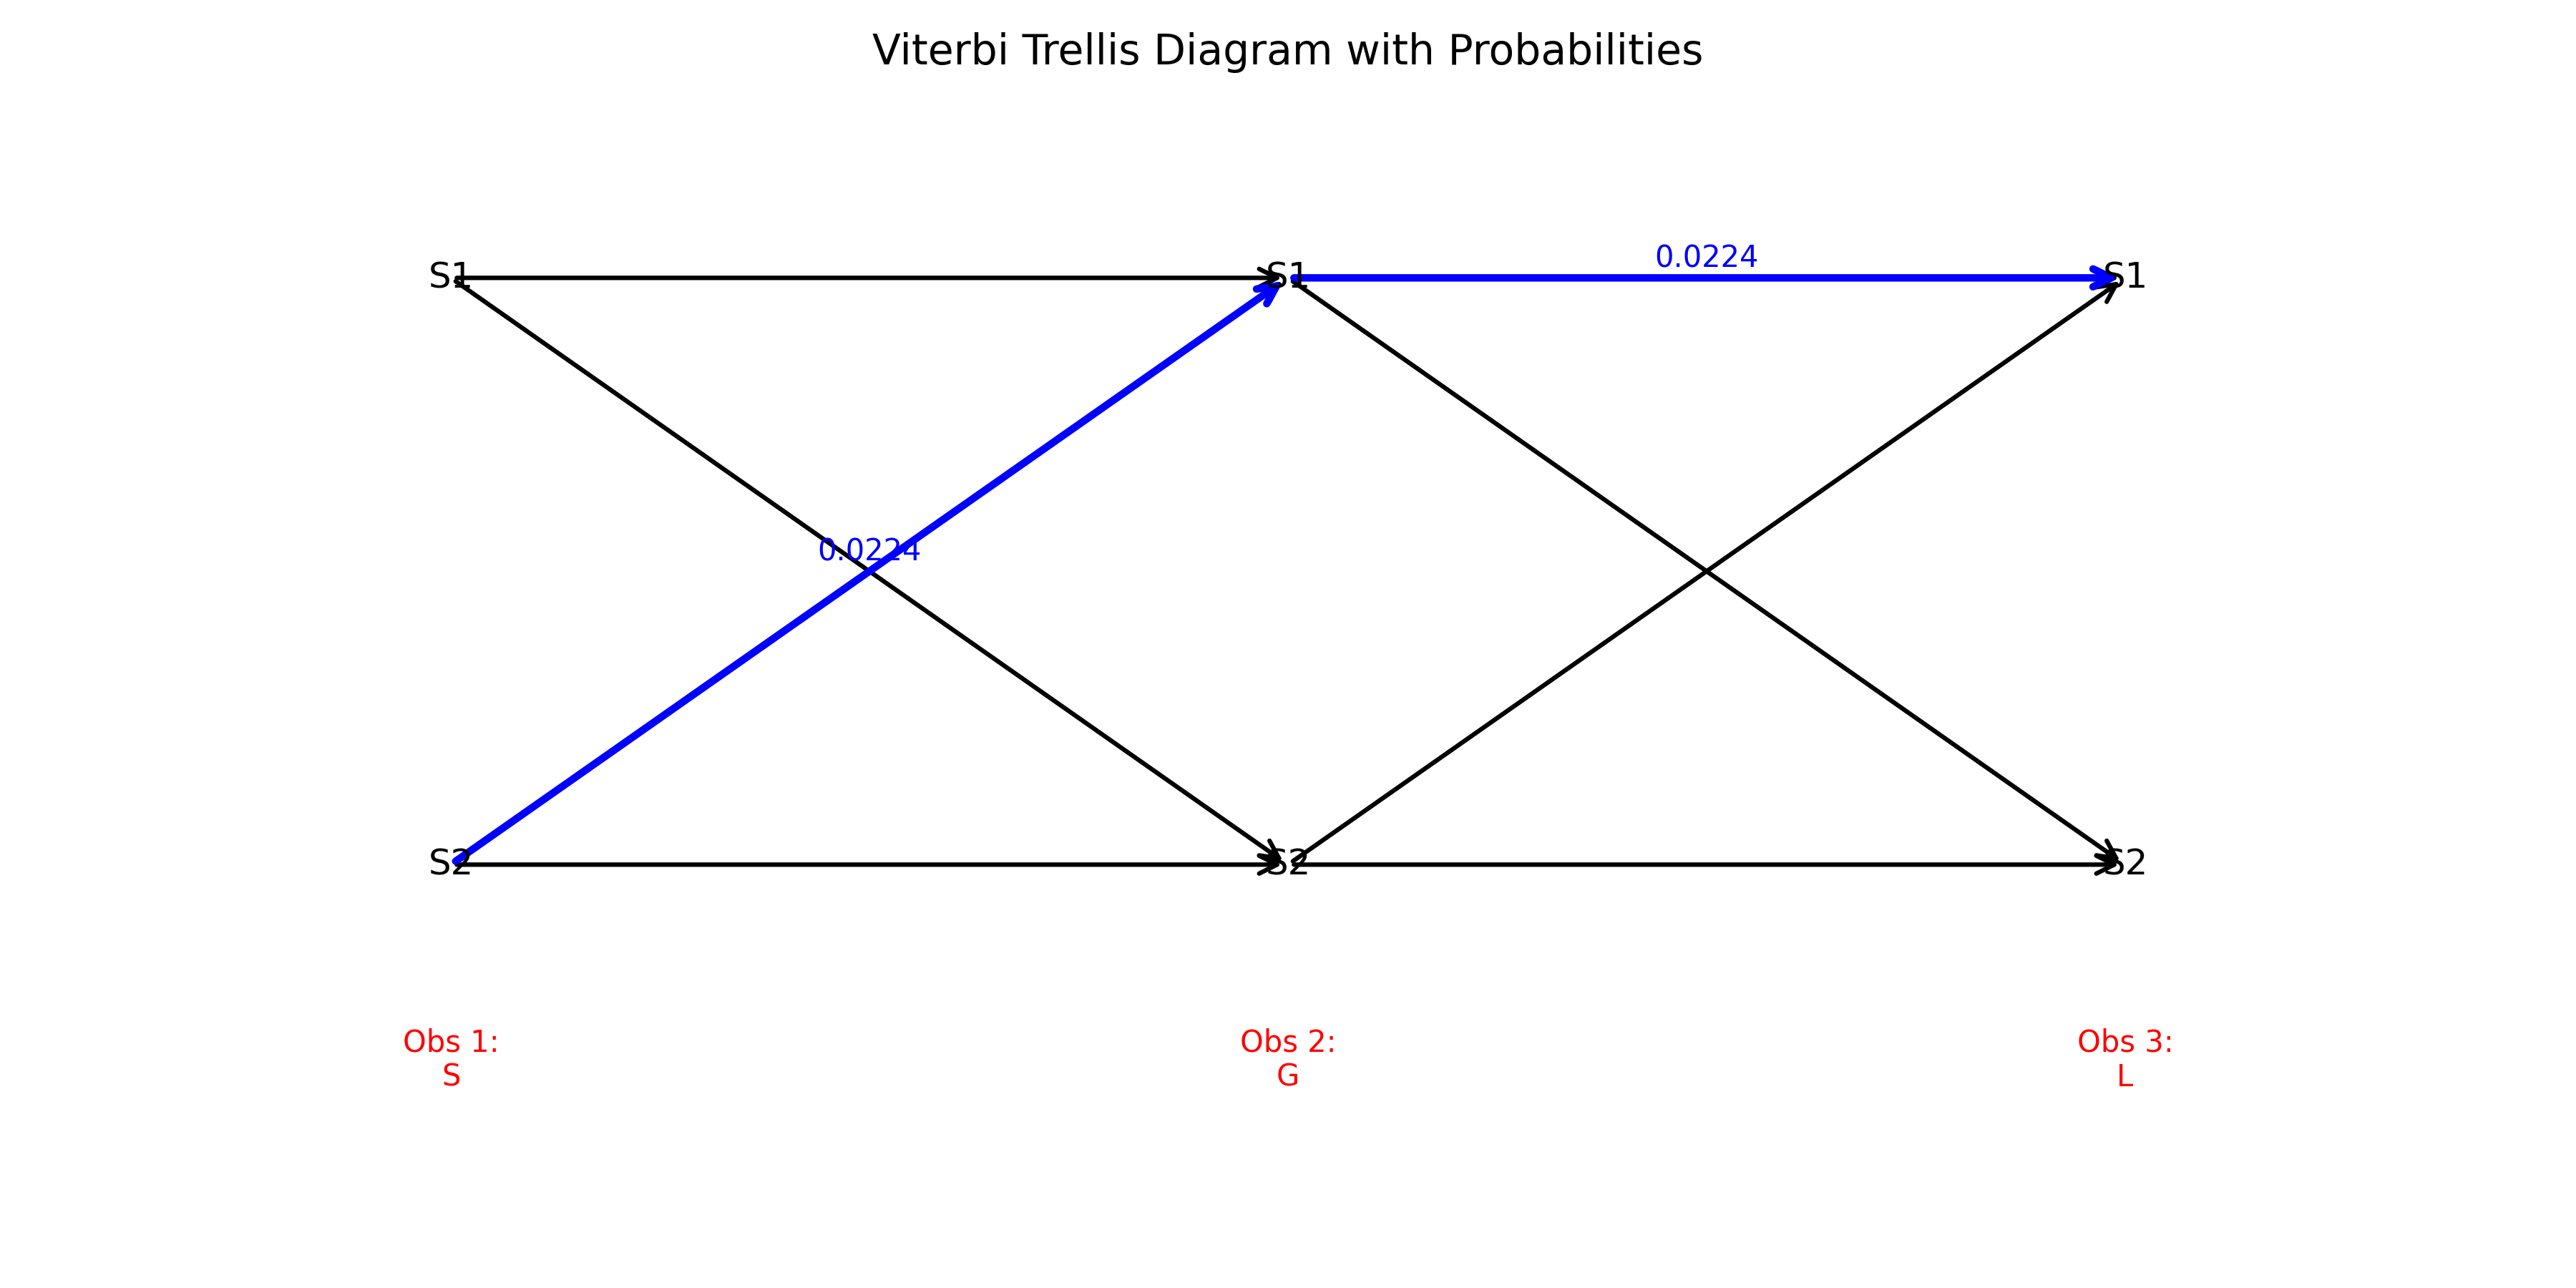 Viterbi Trellis Diagram with Probabilities
S1
S1
0.0224
S1
0.0224
S2
S2
S2
Obs 1:
S
Obs 2:
G
Obs 3:
L